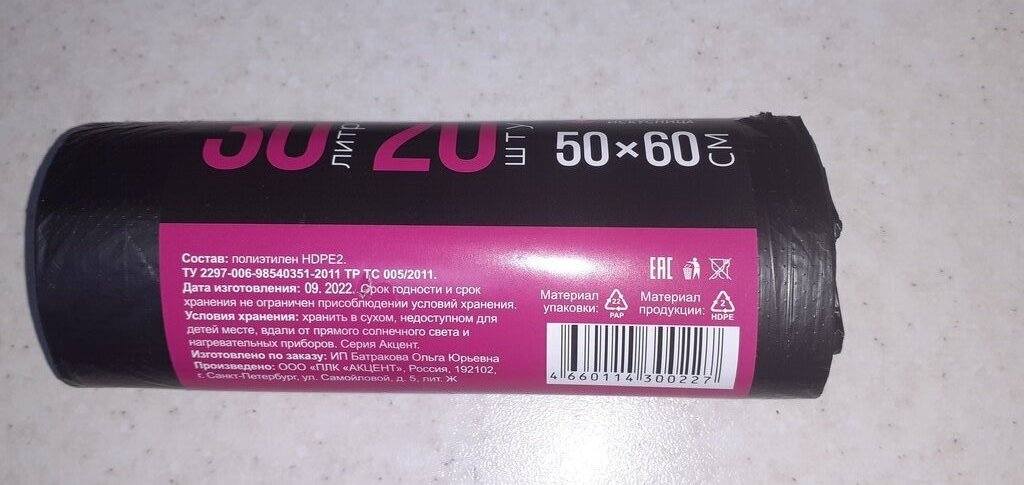 30 литр 20 шту 50×60 см
Состав: полиэтилен HDPE2.
ТУ 2297-006-98540351-2011 ТР ТС 005/2011.
Дата изготовления: 09. 2022. Срок годности и срок
хранения не ограничен присоблюдении условий хранения.
Условия хранения: хранить в сухом, недоступном для
детей месте, вдали от прямого солнечного света и
нагревательных приборов. Серия Акцент.
Изготовлено по заказу: ИП Батракова Ольга Юрьевна
Произведено: ООО «ПЛК «АКЦЕНТ», Россия, 192102,
г. Санкт-Петербург, ул. Самойловой, д. 5, лит. Ж
EAC
Материал
упаковки:
22
PAP
Материал
продукции:
2
HDPE
4 660114 300227